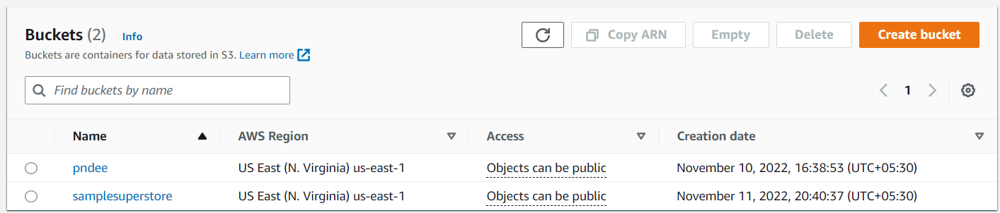 Buckets (2) Info
Copy ARN Empty Delete Create bucket
Buckets are containers for data stored in S3. Learn more
Find buckets by name
1
Name AWS Region Access Creation date
pndee US East (N. Virginia) us-east-1 Objects can be public November 10, 2022, 16:38:53 (UTC+05:30)
samplesuperstore US East (N. Virginia) us-east-1 Objects can be public November 11, 2022, 20:40:37 (UTC+05:30)